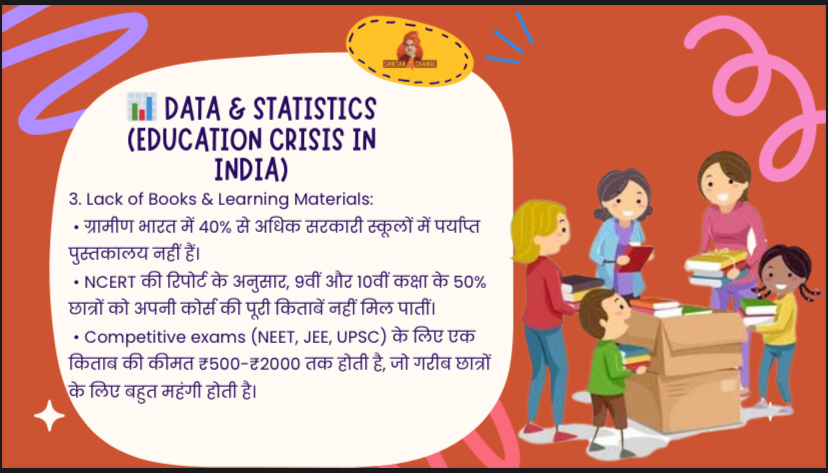 SHIKSHA CHANGE
📊 DATA & STATISTICS
(EDUCATION CRISIS IN
INDIA)
3. Lack of Books & Learning Materials:
• ग्रामीण भारत में 40% से अधिक सरकारी स्कूलों में पर्याप्त
पुस्तकालय नहीं हैं।
• NCERT की रिपोर्ट के अनुसार, 9वीं और 10वीं कक्षा के 50%
छात्रों को अपनी कोर्स की पूरी किताबें नहीं मिल पातीं।
• Competitive exams (NEET, JEE, UPSC) के लिए एक
किताब की कीमत ₹500-₹2000 तक होती है, जो गरीब छात्रों
के लिए बहुत महंगी होती है।